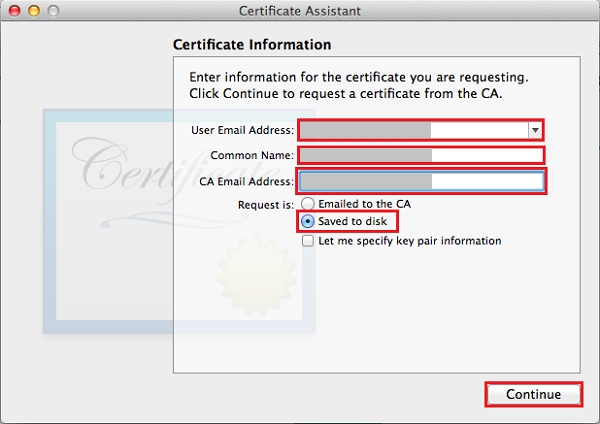 Certificate Assistant
Certificate Information
Enter information for the certificate you are requesting.
Click Continue to request a certificate from the CA.
User Email Address:
Common Name:
CA Email Address:
Request is: Emailed to the CA
Saved to disk
Let me specify key pair information
Certificate
Continue